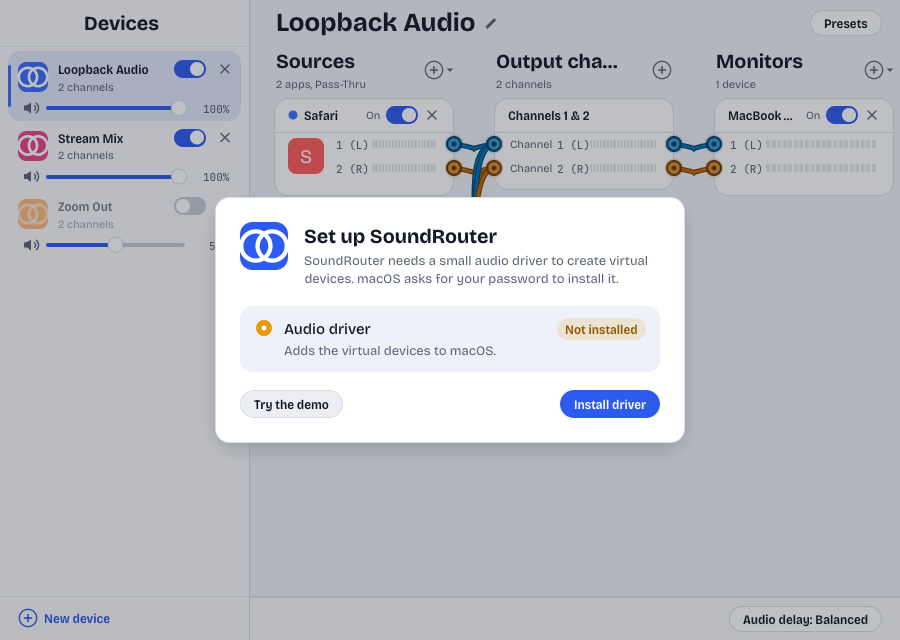 Devices
Loopback Audio
2 channels
100%
Stream Mix
2 channels
100%
Zoom Out
2 channels
New device
Loopback Audio
Presets
Sources
2 apps, Pass-Thru
Output cha...
2 channels
Monitors
1 device
Safari
On
S
1 (L)
2 (R)
Channels 1 & 2
Channel 1 (L)
Channel 2 (R)
MacBook ...
On
1 (L)
2 (R)
Set up SoundRouter
SoundRouter needs a small audio driver to create virtual
devices. macOS asks for your password to install it.
Audio driver
Not installed
Adds the virtual devices to macOS.
Try the demo
Install driver
Audio delay: Balanced